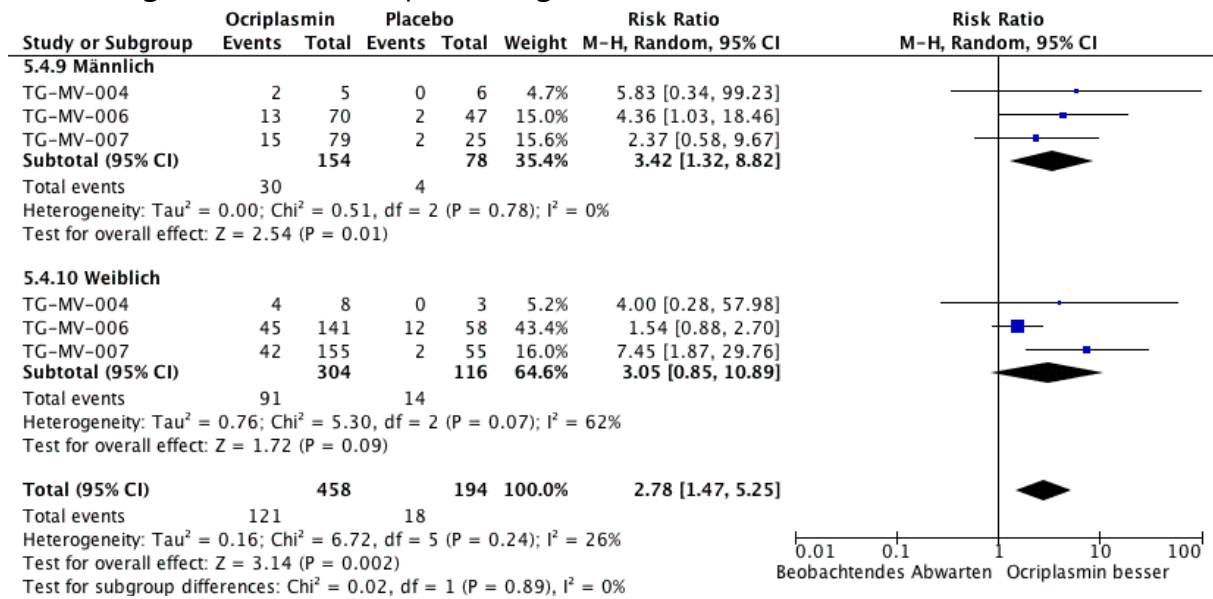 Ocriplasmin Placebo Risk Ratio Risk Ratio
Study or Subgroup Events Total Events Total Weight M-H, Random, 95% CI M-H, Random, 95% CI
5.4.9 Männlich
TG-MV-004 2 5 0 6 4.7% 5.83 [0.34, 99.23]
TG-MV-006 13 70 2 47 15.0% 4.36 [1.03, 18.46]
TG-MV-007 15 79 2 25 15.6% 2.37 [0.58, 9.67]
Subtotal (95% CI) 154 78 35.4% 3.42 [1.32, 8.82]
Total events 30 4
Heterogeneity: Tau² = 0.00; Chi² = 0.51, df = 2 (P = 0.78); I² = 0%
Test for overall effect: Z = 2.54 (P = 0.01)
5.4.10 Weiblich
TG-MV-004 4 8 0 3 5.2% 4.00 [0.28, 57.98]
TG-MV-006 45 141 12 58 43.4% 1.54 [0.88, 2.70]
TG-MV-007 42 155 2 55 16.0% 7.45 [1.87, 29.76]
Subtotal (95% CI) 304 116 64.6% 3.05 [0.85, 10.89]
Total events 91 14
Heterogeneity: Tau² = 0.76; Chi² = 5.30, df = 2 (P = 0.07); I² = 62%
Test for overall effect: Z = 1.72 (P = 0.09)
Total (95% CI) 458 194 100.0% 2.78 [1.47, 5.25]
Total events 121 18
Heterogeneity: Tau² = 0.16; Chi² = 6.72, df = 5 (P = 0.24); I² = 26%
Test for overall effect: Z = 3.14 (P = 0.002)
Test for subgroup differences: Chi² = 0.02, df = 1 (P = 0.89), I² = 0%
0.01 0.1 1 10 100
Beobachtendes Abwarten Ocriplasmin besser